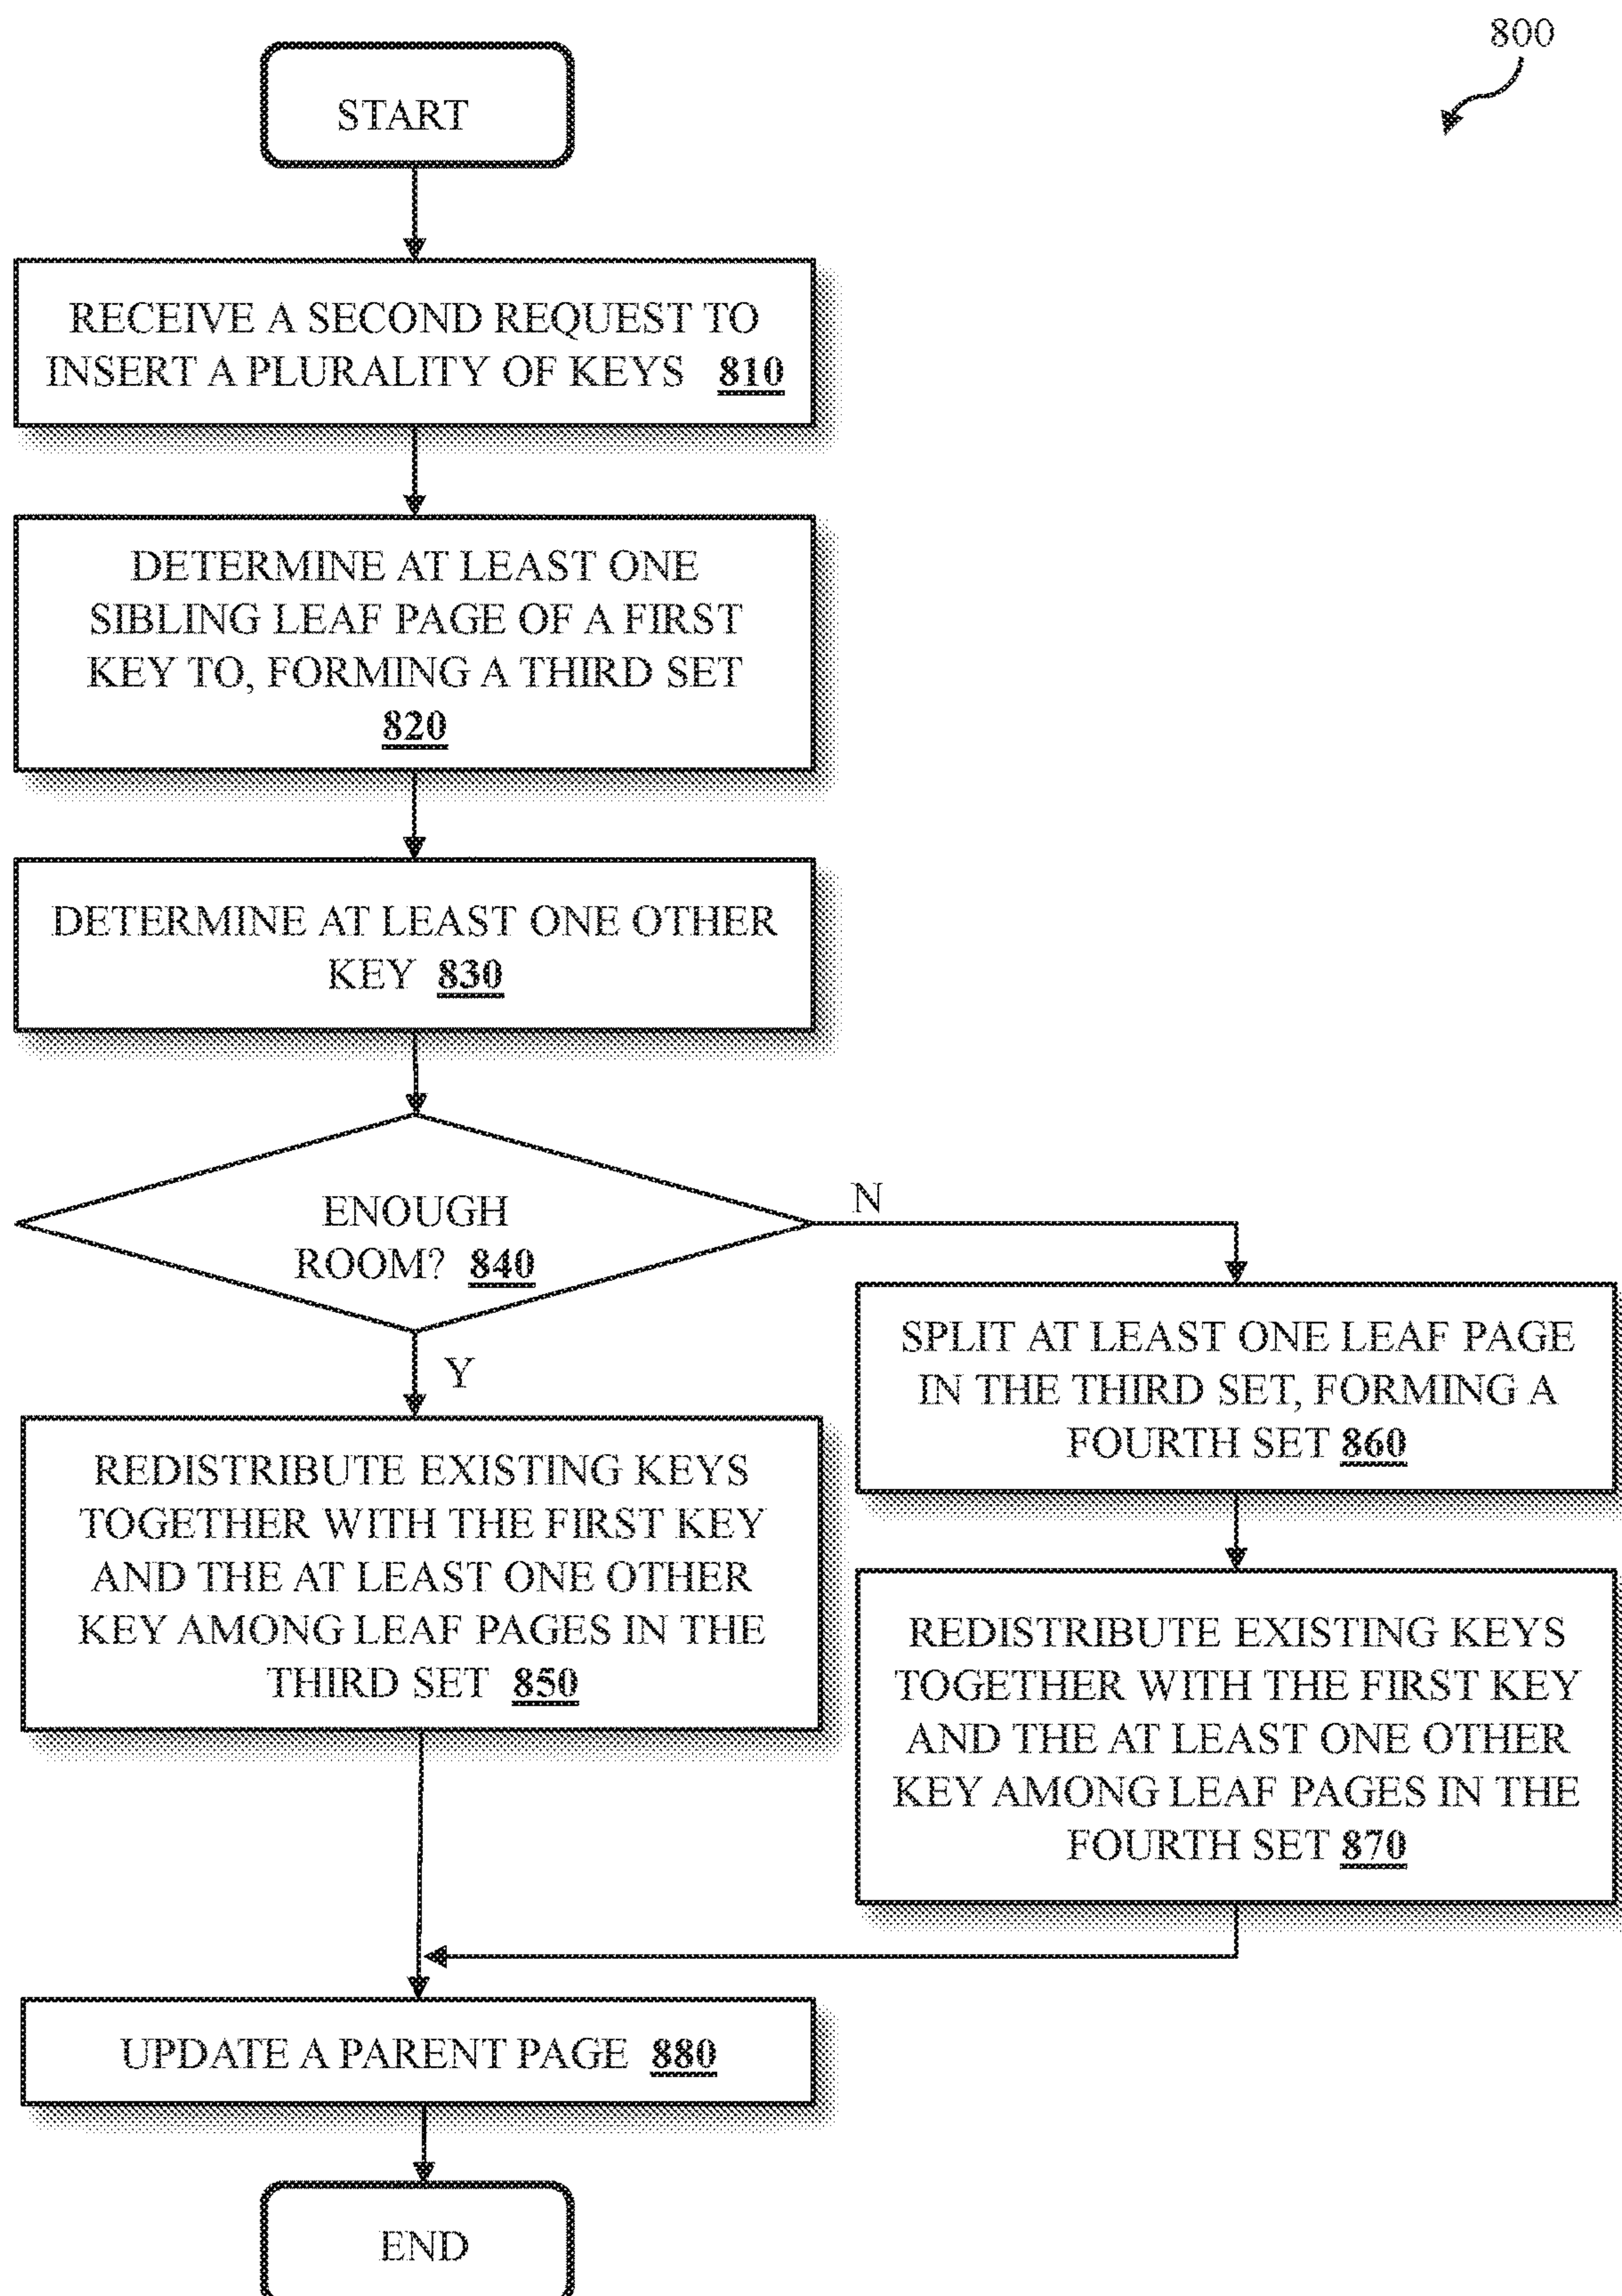 800
START
RECEIVE A SECOND REQUEST TO
INSERT A PLURALITY OF KEYS 810
DETERMINE AT LEAST ONE
SIBLING LEAF PAGE OF A FIRST
KEY TO, FORMING A THIRD SET
820
DETERMINE AT LEAST ONE OTHER
KEY 830
ENOUGH
ROOM? 840
N
Y
SPLIT AT LEAST ONE LEAF PAGE
IN THE THIRD SET, FORMING A
FOURTH SET 860
REDISTRIBUTE EXISTING KEYS
TOGETHER WITH THE FIRST KEY
AND THE AT LEAST ONE OTHER
KEY AMONG LEAF PAGES IN THE
THIRD SET 850
REDISTRIBUTE EXISTING KEYS
TOGETHER WITH THE FIRST KEY
AND THE AT LEAST ONE OTHER
KEY AMONG LEAF PAGES IN THE
FOURTH SET 870
UPDATE A PARENT PAGE 880
END